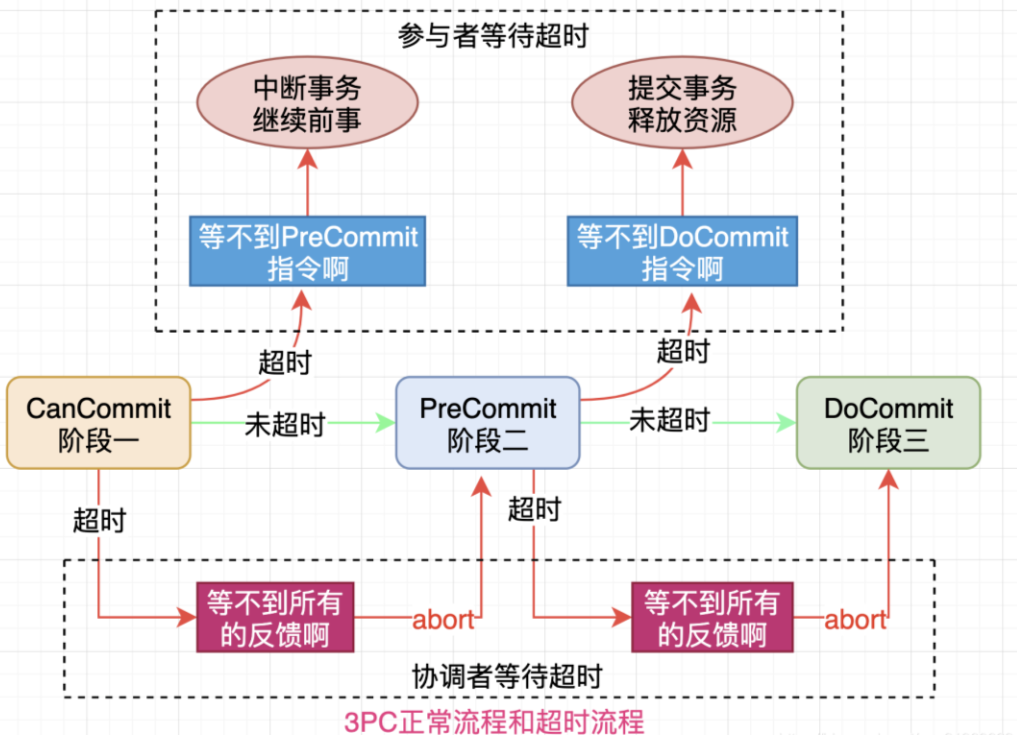 参与者等待超时
中断事务
继续前事
提交事务
释放资源
等不到PreCommit
指令啊
等不到DoCommit
指令啊
超时
超时
CanCommit
阶段一
未超时
PreCommit
阶段二
未超时
DoCommit
阶段三
超时
超时
等不到所有
的反馈啊
abort
等不到所有
的反馈啊
abort
协调者等待超时
3PC正常流程和超时流程